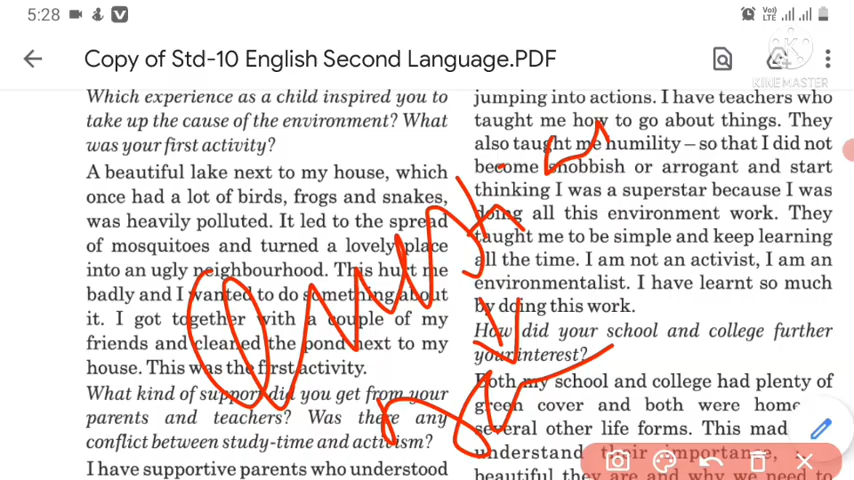 5:28
Vo)
LTE
Copy of Std-10 English Second Language.PDF
KINEMASTER
Which experience as a child inspired you to
take up the cause of the environment? What
was your first activity?
A beautiful lake next to my house, which
once had a lot of birds, frogs and snakes,
was heavily polluted. It led to the spread
of mosquitoes and turned a lovely place
into an ugly neighbourhood. This hurt me
badly and I wanted to do something about
it. I got together with a couple of my
friends and cleaned the pond next to my
house. This was the first activity.
What kind of support did you get from your
parents and teachers? Was there any
conflict between study-time and activism?
I have supportive parents who understood
jumping into actions. I have teachers who
taught me how to go about things. They
also taught me humility – so that I did not
become snobbish or arrogant and start
thinking I was a superstar because I was
doing all this environment work. They
taught me to be simple and keep learning
all the time. I am not an activist, I am an
environmentalist. I have learnt so much
by doing this work.
How did your school and college further
your interest?
Both my school and college had plenty of
green cover and both were home
several other life forms. This mad
understand their importance,
beautiful they are and why we need to